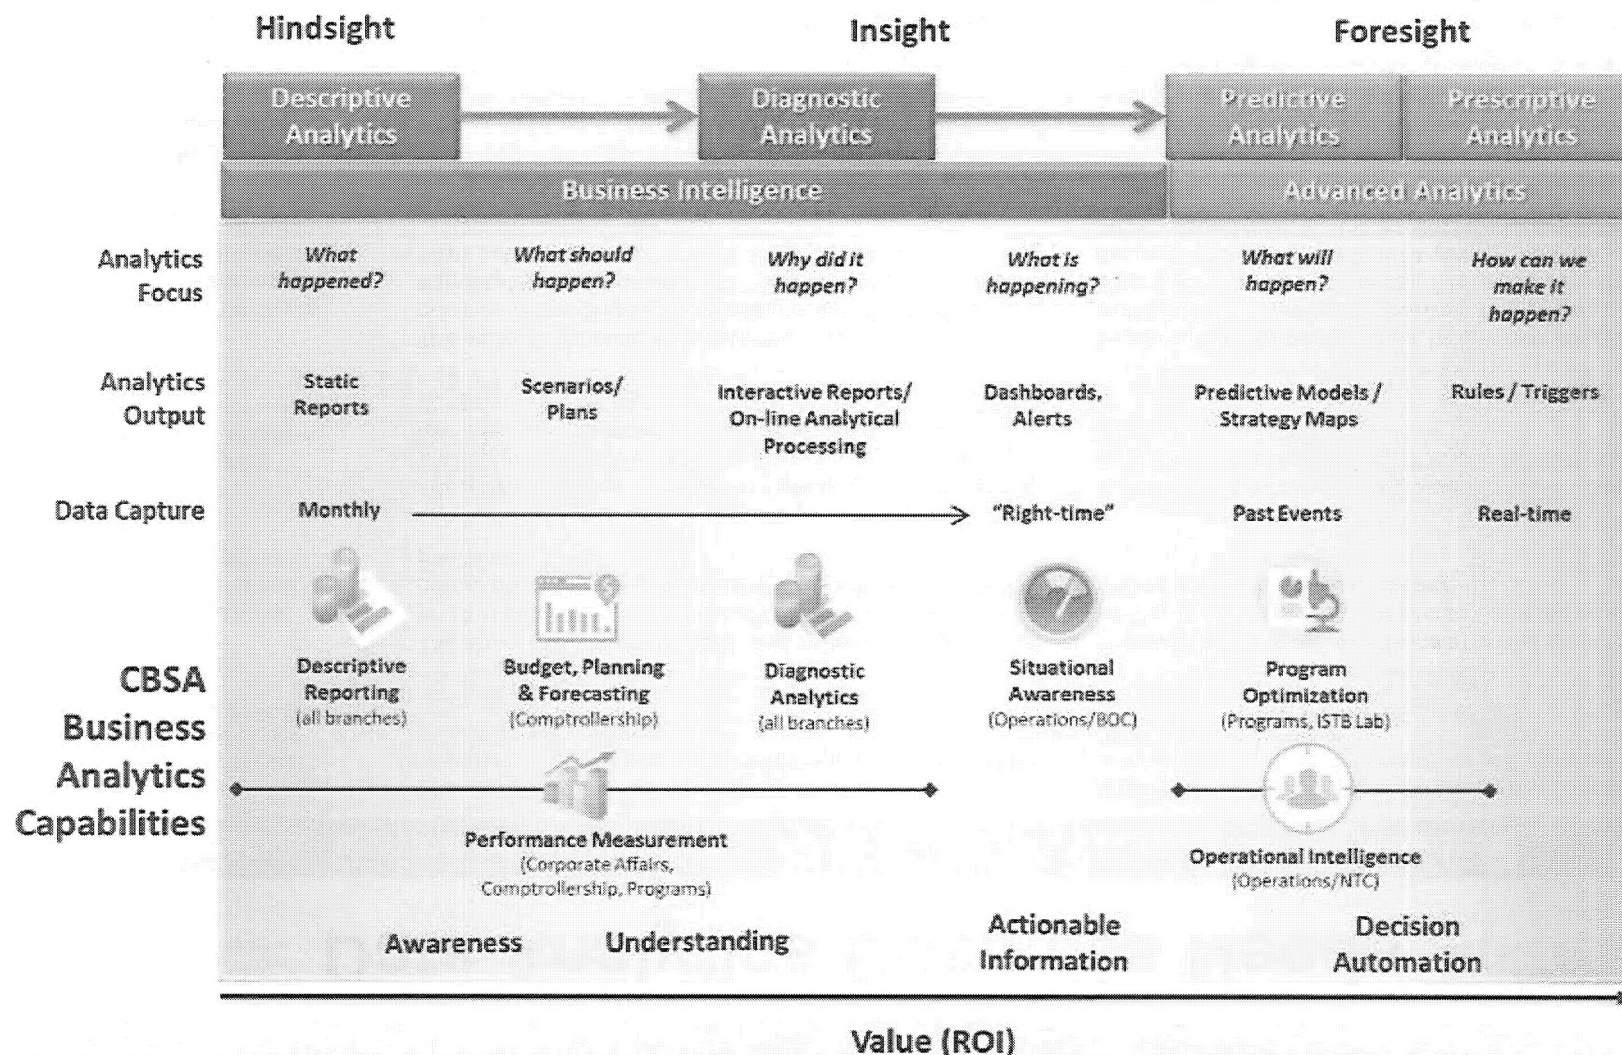 Hindsight
Insight
Foresight
Descriptive
Analytics
Diagnostic
Analytics
Predictive
Analytics
Prescriptive
Analytics
Business Intelligence
Advanced Analytics
Analytics
Focus
What
happened?
What should
happen?
Why did it
happen?
What is
happening?
What will
happen?
How can we
make it
happen?
Analytics
Output
Static
Reports
Scenarios/
Plans
Interactive Reports/
On-line Analytical
Processing
Dashboards,
Alerts
Predictive Models /
Strategy Maps
Rules / Triggers
Data Capture
Monthly
"Right-time"
Past Events
Real-time
CBSA
Business
Analytics
Capabilities
Descriptive
Reporting
(all branches)
Budget, Planning
& Forecasting
(Comptrollership)
Diagnostic
Analytics
(all branches)
Situational
Awareness
(Operations/BOC)
Program
Optimization
(Programs, ISTB Lab)
Performance Measurement
(Corporate Affairs,
Comptrollership, Programs)
Operational Intelligence
(Operations/NTC)
Awareness
Understanding
Actionable
Information
Decision
Automation
Value (ROI)